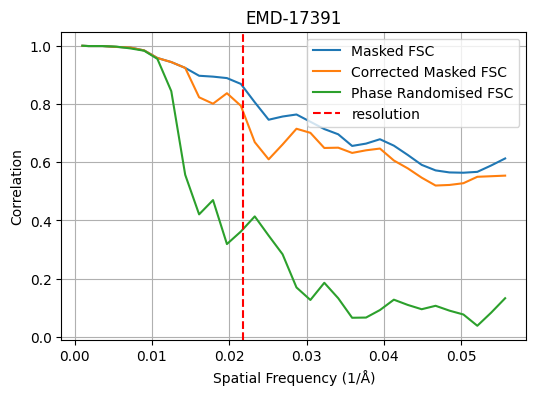 EMD-17391
Masked FSC
Corrected Masked FSC
Phase Randomised FSC
resolution
Correlation
1.0
0.8
0.6
0.4
0.2
0.0
0.00 0.01 0.02 0.03 0.04 0.05
Spatial Frequency (1/Å)